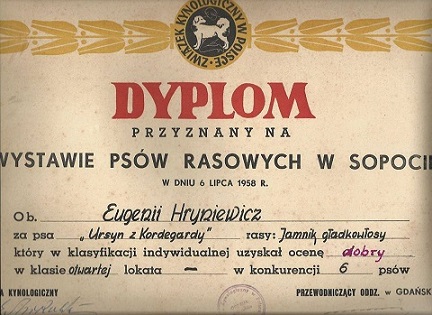 ZWIĄZEK KYNOLOGICZNY W POLSCE
DYPLOM
PRZYZNANY NA
WYSTAWIE PSÓW RASOWYCH W SOPOCI
W DNIU 6 LIPCA 1958 R.
Ob. Eugenii Hryniewicz
za psa „Ursyn z Kordegardy" rasy: Jamnik gładkowłosy
który w klasyfikacji indywidualnej uzyskał ocenę dobry
w klasie otwartej lokata — w konkurencji 6 psów
A KYNOLOGICZNY PRZEWODNICZĄCY ODDZ. w GDAŃSK